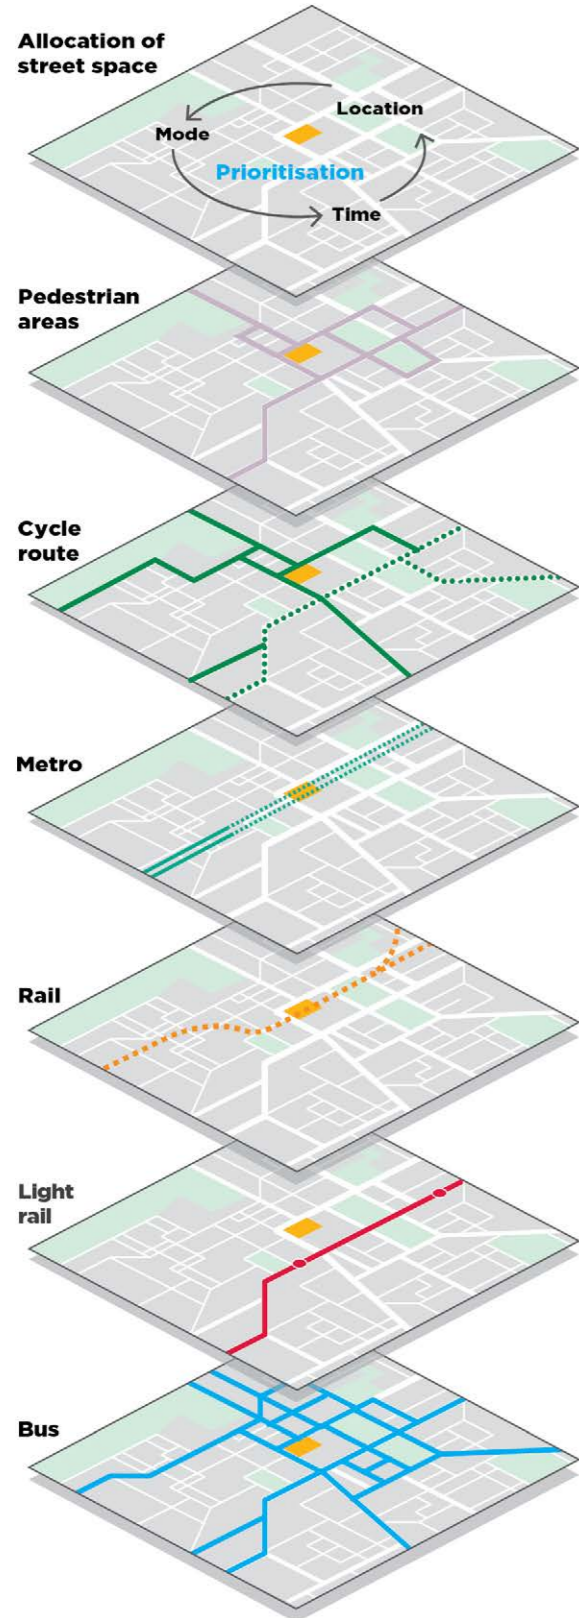 Allocation of
street space
Location
Mode
Prioritisation
Time
Pedestrian
areas
Cycle
route
Metro
Rail
Light
rail
Bus